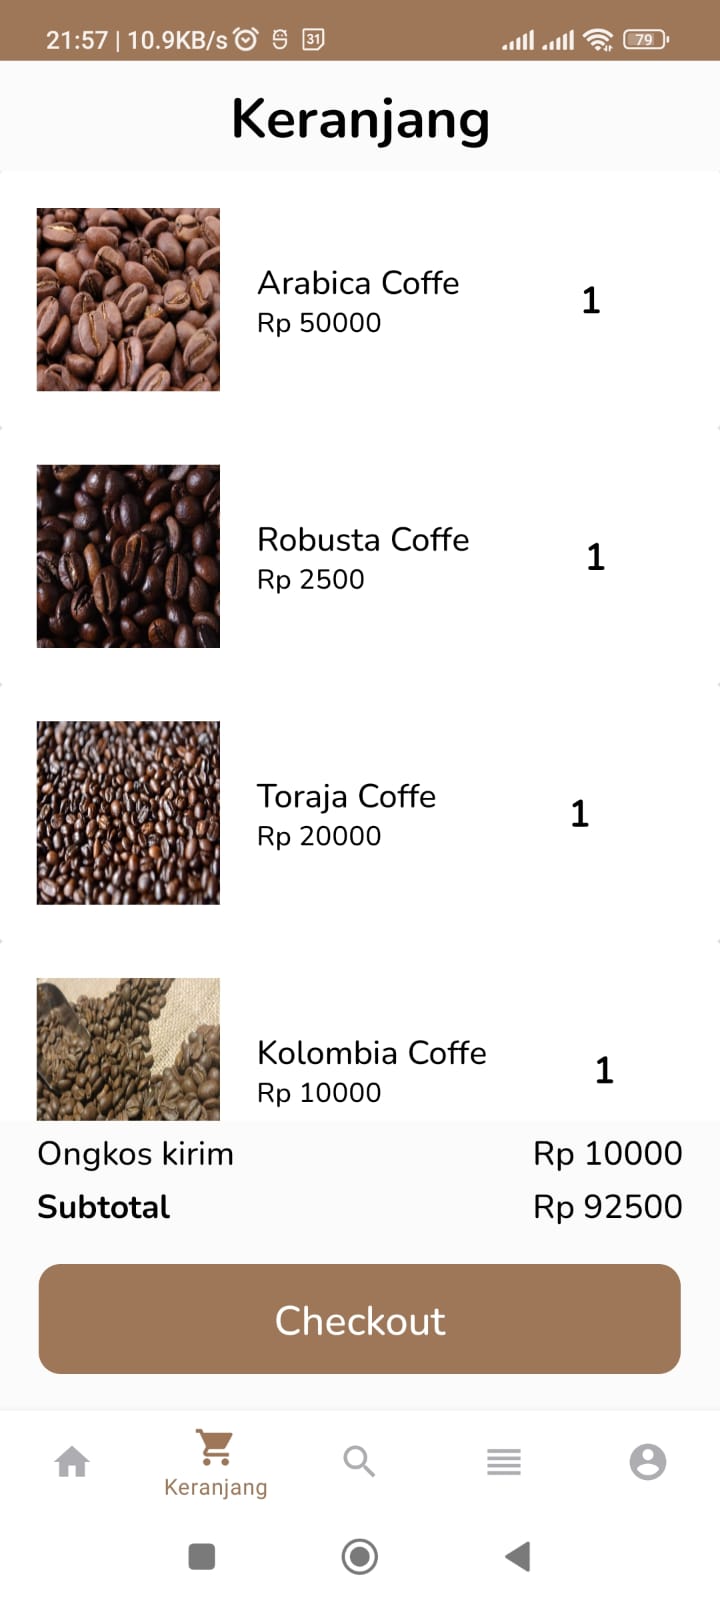 21:57 | 10.9KB/s 31 79
Keranjang
Arabica Coffe
Rp 50000
1
Robusta Coffe
Rp 2500
1
Toraja Coffe
Rp 20000
1
Kolombia Coffe
Rp 10000
1
Ongkos kirim Rp 10000
Subtotal Rp 92500
Checkout
Keranjang